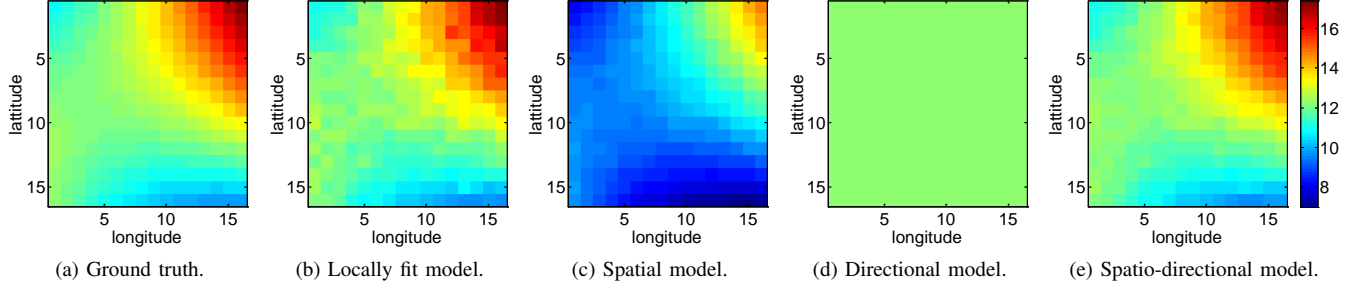 5
10
15
lattitude
5
10
15
longitude
(a) Ground truth.
5
10
15
lattitude
5
10
15
longitude
(b) Locally fit model.
5
10
15
lattitude
5
10
15
longitude
(c) Spatial model.
5
10
15
lattitude
5
10
15
longitude
(d) Directional model.
5
10
15
lattitude
5
10
15
longitude
16
14
12
10
8
(e) Spatio-directional model.